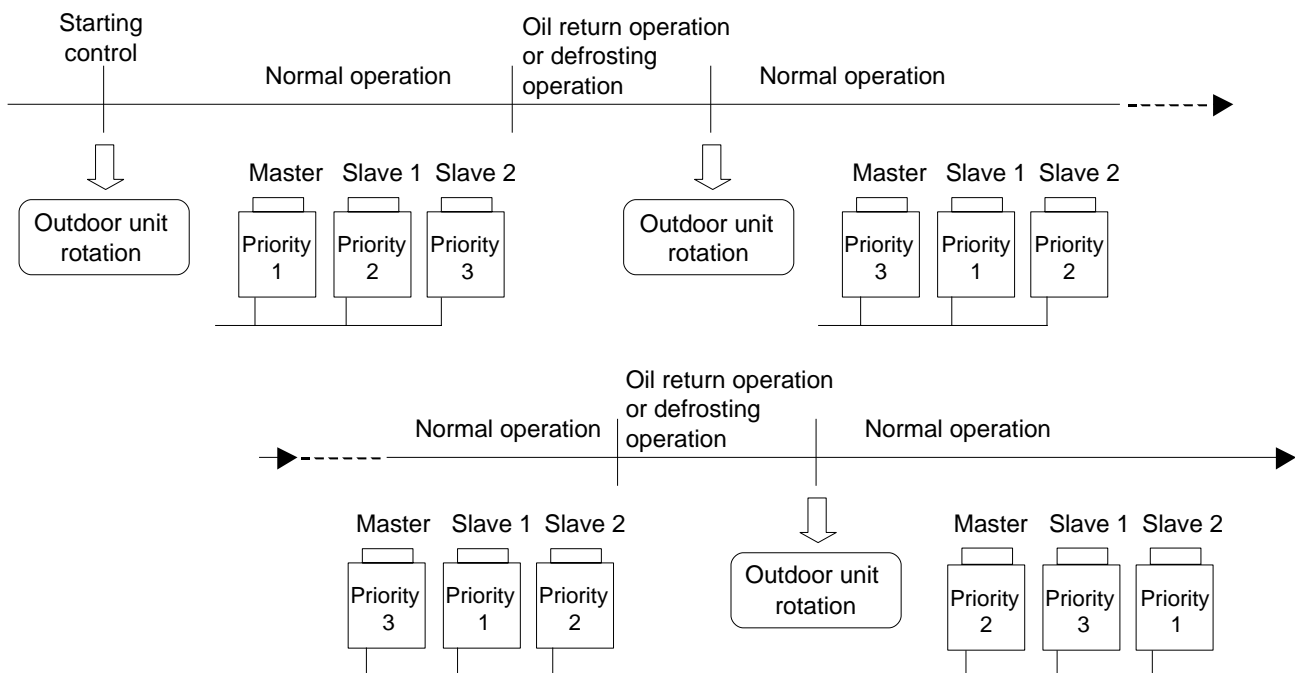 Starting
control
Normal operation
Oil return operation
or defrosting
operation
Normal operation
Outdoor unit
rotation
Master Slave 1 Slave 2
Priority
1
Priority
2
Priority
3
Outdoor unit
rotation
Master Slave 1 Slave 2
Priority
3
Priority
1
Priority
2
Normal operation
Oil return operation
or defrosting
operation
Normal operation
Master Slave 1 Slave 2
Priority
3
Priority
1
Priority
2
Outdoor unit
rotation
Master Slave 1 Slave 2
Priority
2
Priority
3
Priority
1